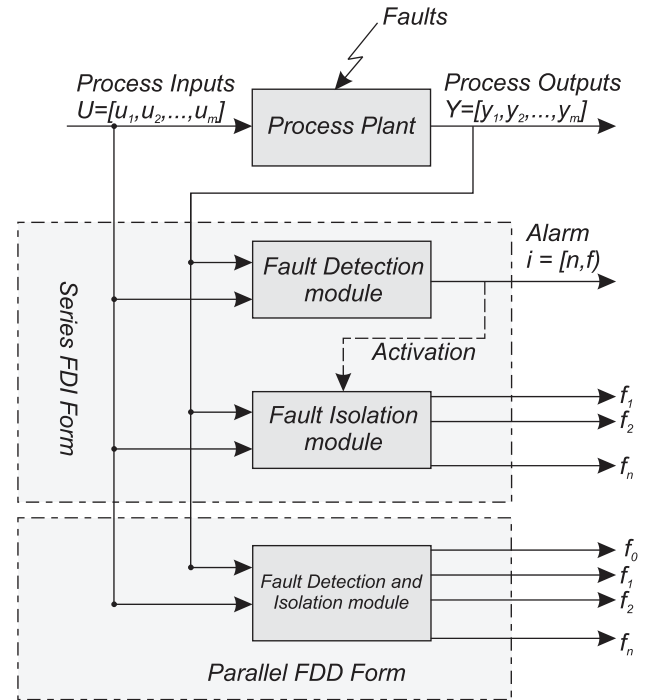 Faults
Process Inputs
U=[u₁,u₂,...,uₘ]
Process Plant
Process Outputs
Y=[y₁,y₂,...,yₘ]
Series FDI Form
Fault Detection
module
Alarm
i = [n,f)
Activation
Fault Isolation
module
f₁
f₂
fₙ
Fault Detection and
Isolation module
f₀
f₁
f₂
fₙ
Parallel FDD Form